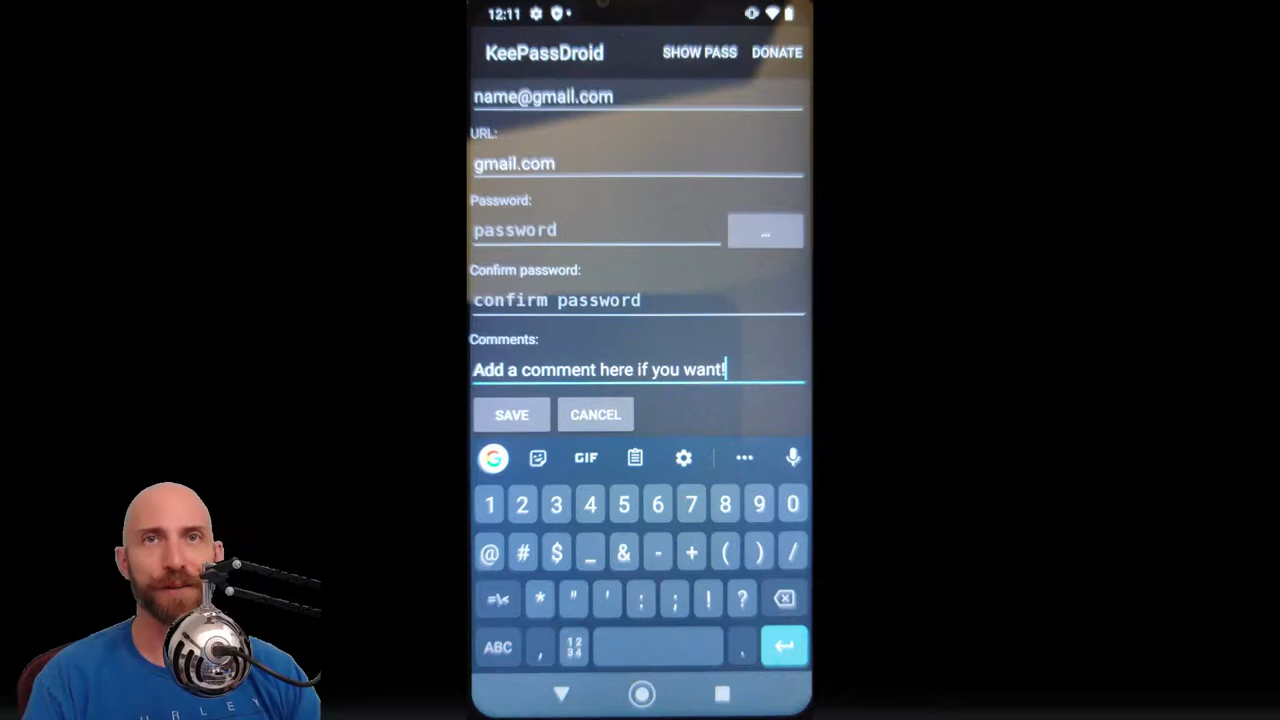 12:11
KeePassDroid SHOW PASS DONATE
name@gmail.com
URL:
gmail.com
Password:
password ...
Confirm password:
confirm password
Comments:
Add a comment here if you want!
SAVE CANCEL
G GIF ...
1 2 3 4 5 6 7 8 9 0
@ # $ _ & - + ( ) /
=\< * " ' : ; ! ?
ABC , 12 34 .
HURLEY